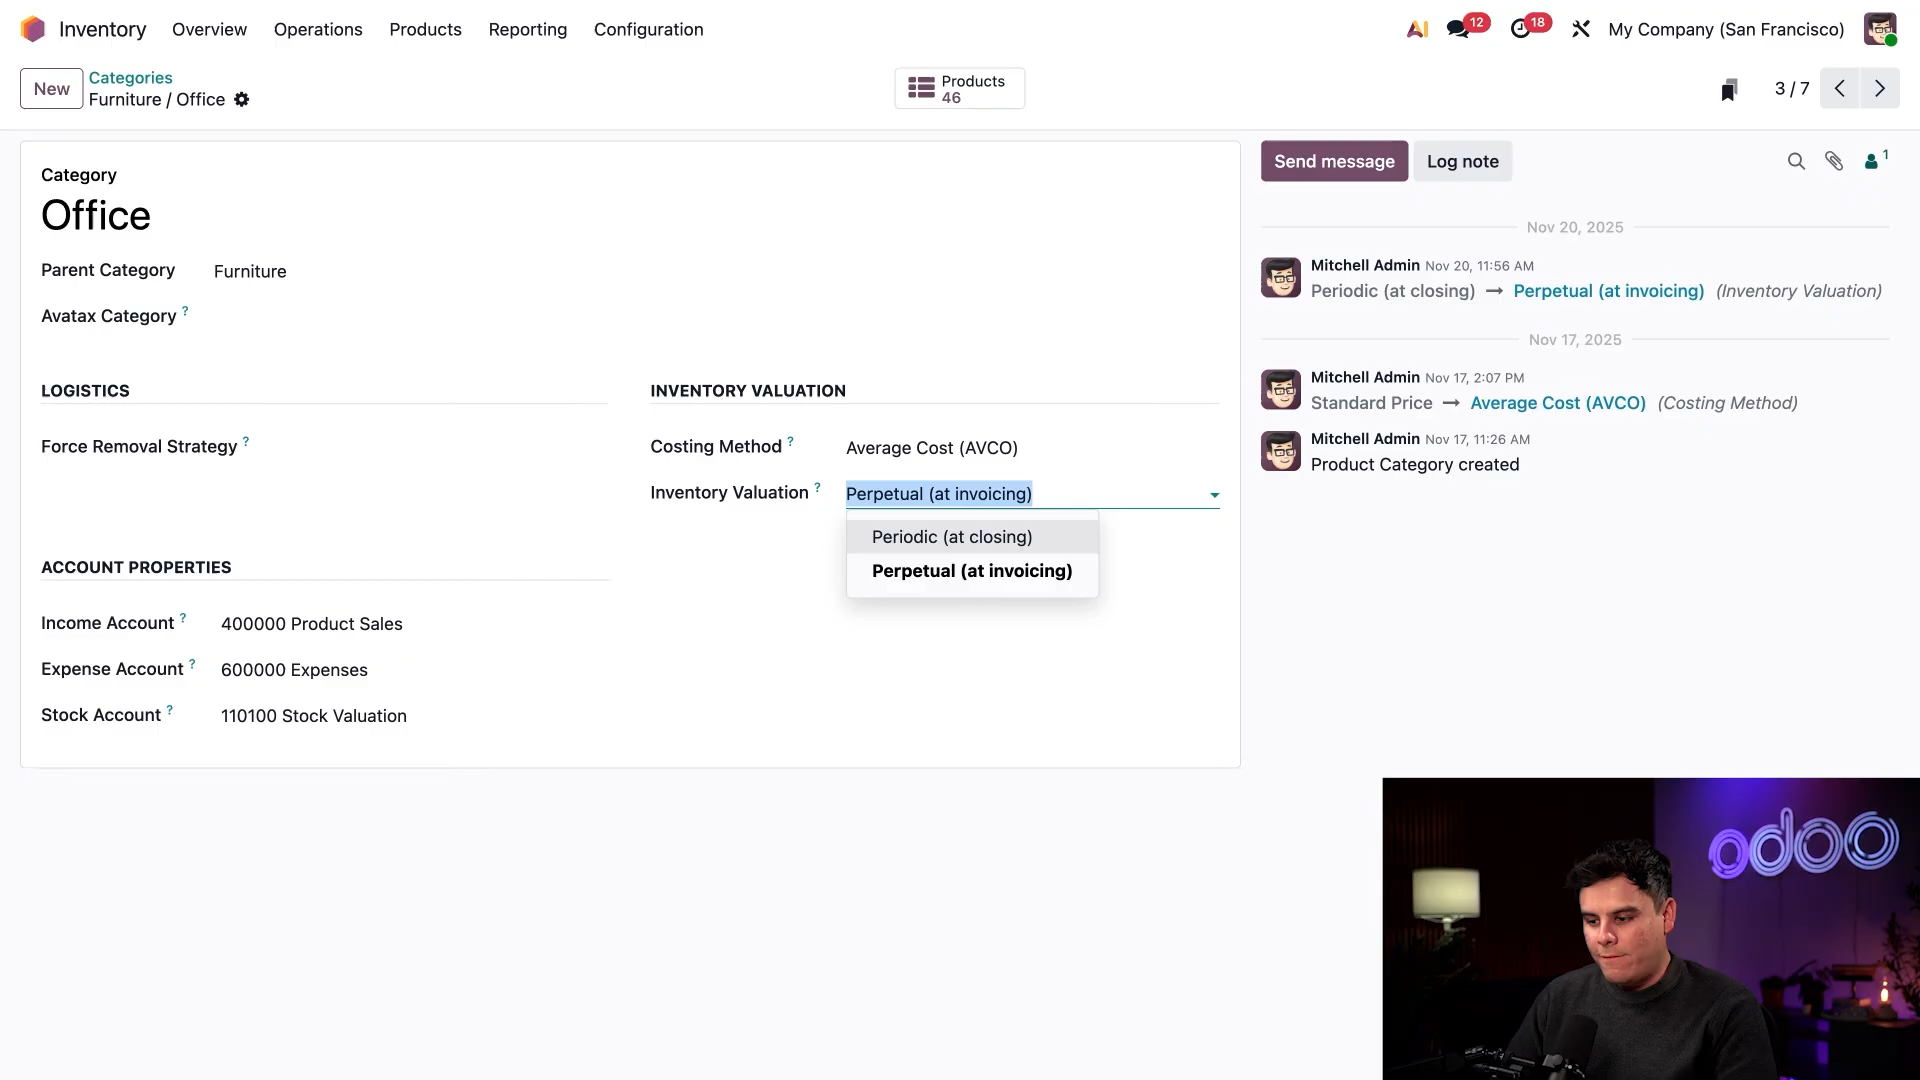 Inventory Overview Operations Products Reporting Configuration 12 18 My Company (San Francisco)
New
Categories
Furniture / Office
Products
46
3 / 7
Category
Office
Parent Category Furniture
Avatax Category ?
LOGISTICS
Force Removal Strategy ?
INVENTORY VALUATION
Costing Method ? Average Cost (AVCO)
Inventory Valuation ? Perpetual (at invoicing)
Periodic (at closing)
Perpetual (at invoicing)
ACCOUNT PROPERTIES
Income Account ? 400000 Product Sales
Expense Account ? 600000 Expenses
Stock Account ? 110100 Stock Valuation
Send message Log note 1
Nov 20, 2025
Mitchell Admin Nov 20, 11:56 AM
Periodic (at closing) → Perpetual (at invoicing) (Inventory Valuation)
Nov 17, 2025
Mitchell Admin Nov 17, 2:07 PM
Standard Price → Average Cost (AVCO) (Costing Method)
Mitchell Admin Nov 17, 11:26 AM
Product Category created
odoo